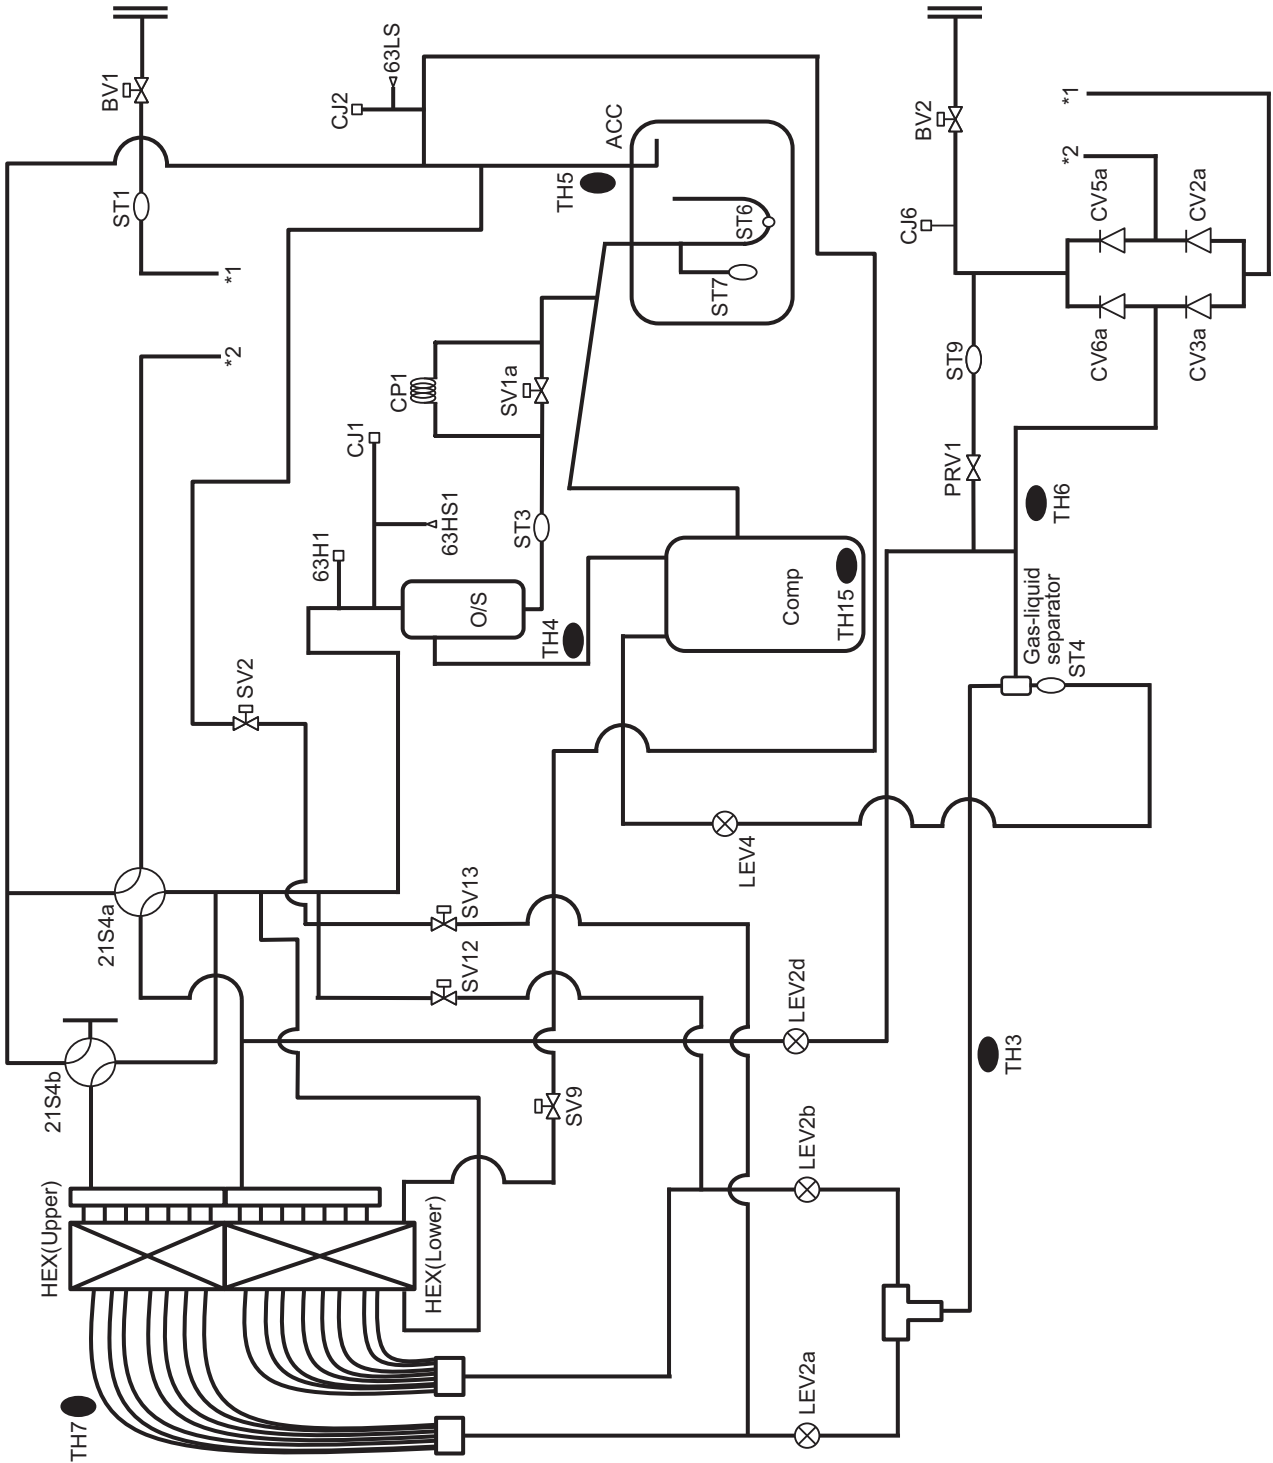 BV1
ST1
*1
*2
CJ2
63LS
ACC
TH5
ST6
ST7
BV2
CJ6
*1
*2
CV5a
CV2a
CV6a
CV3a
ST9
PRV1
TH6
CP1
SV1a
CJ1
63HS1
63H1
ST3
O/S
TH4
Comp
TH15
Gas-liquid
separator
ST4
SV2
LEV4
21S4a
SV13
SV12
LEV2d
TH3
21S4b
SV9
LEV2b
HEX(Upper)
HEX(Lower)
LEV2a
TH7